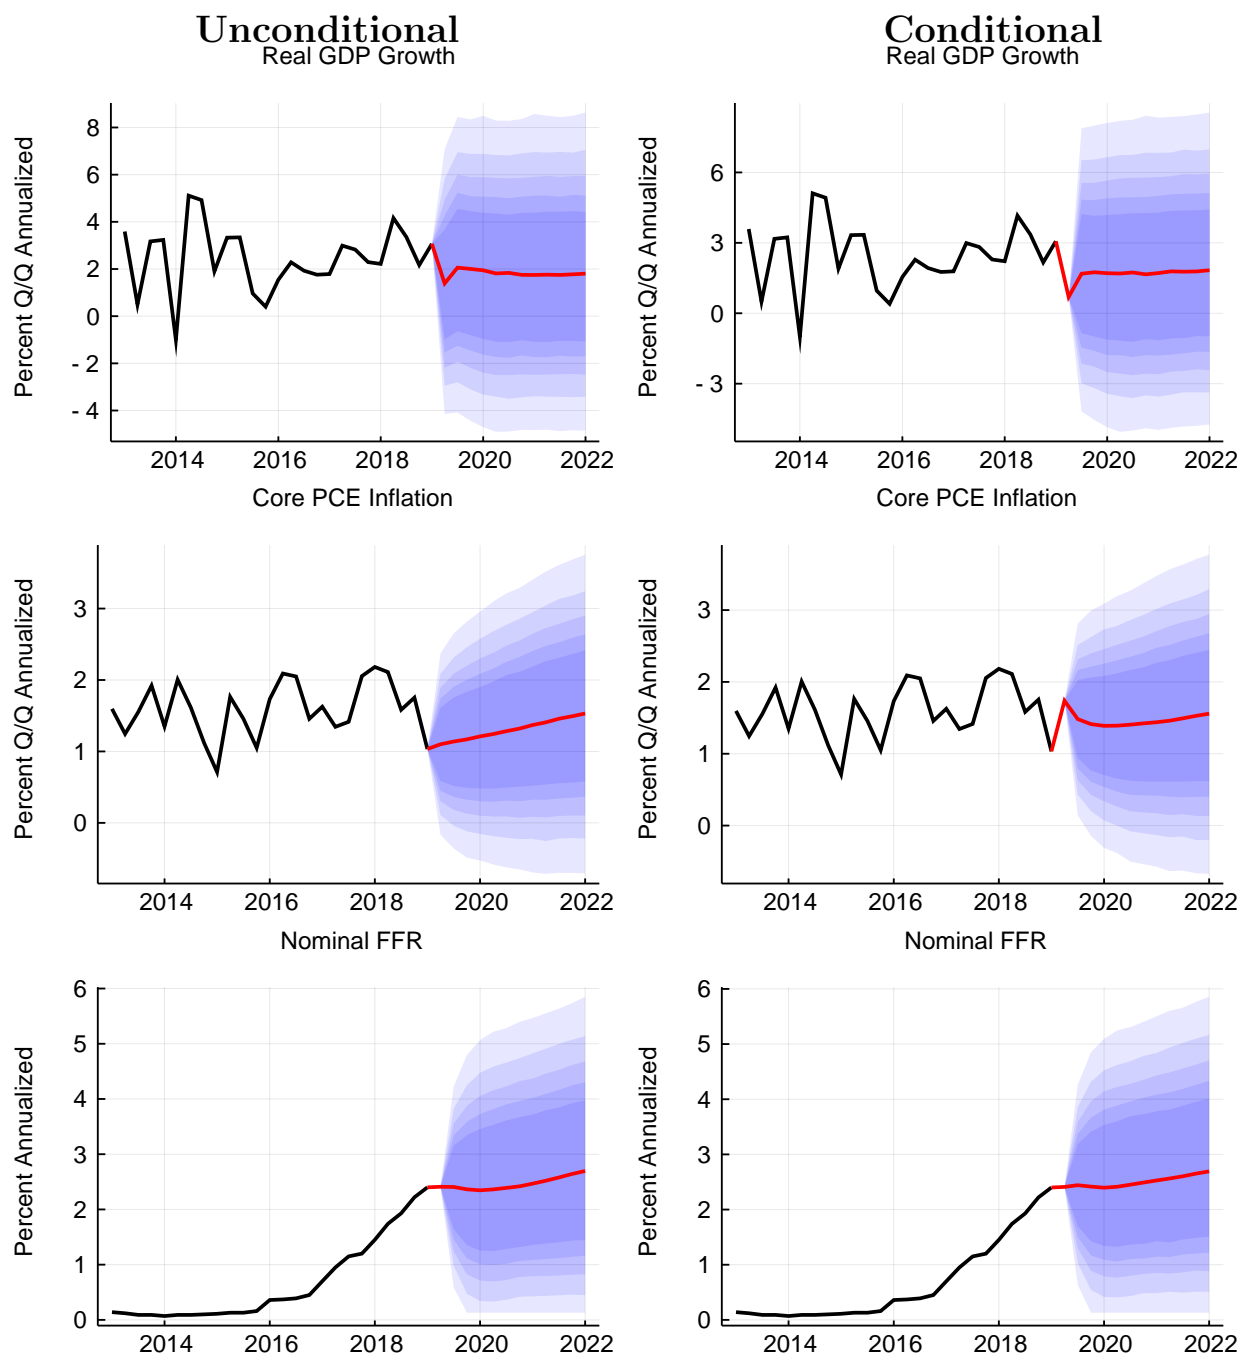 Unconditional
Conditional
Real GDP Growth
Real GDP Growth
Percent Q/Q Annualized
8
6
4
2
0
- 2
- 4
2014 2016 2018 2020 2022
Percent Q/Q Annualized
6
3
0
- 3
2014 2016 2018 2020 2022
Core PCE Inflation
Core PCE Inflation
Percent Q/Q Annualized
3
2
1
0
2014 2016 2018 2020 2022
Percent Q/Q Annualized
3
2
1
0
2014 2016 2018 2020 2022
Nominal FFR
Nominal FFR
Percent Annualized
6
5
4
3
2
1
0
2014 2016 2018 2020 2022
Percent Annualized
6
5
4
3
2
1
0
2014 2016 2018 2020 2022